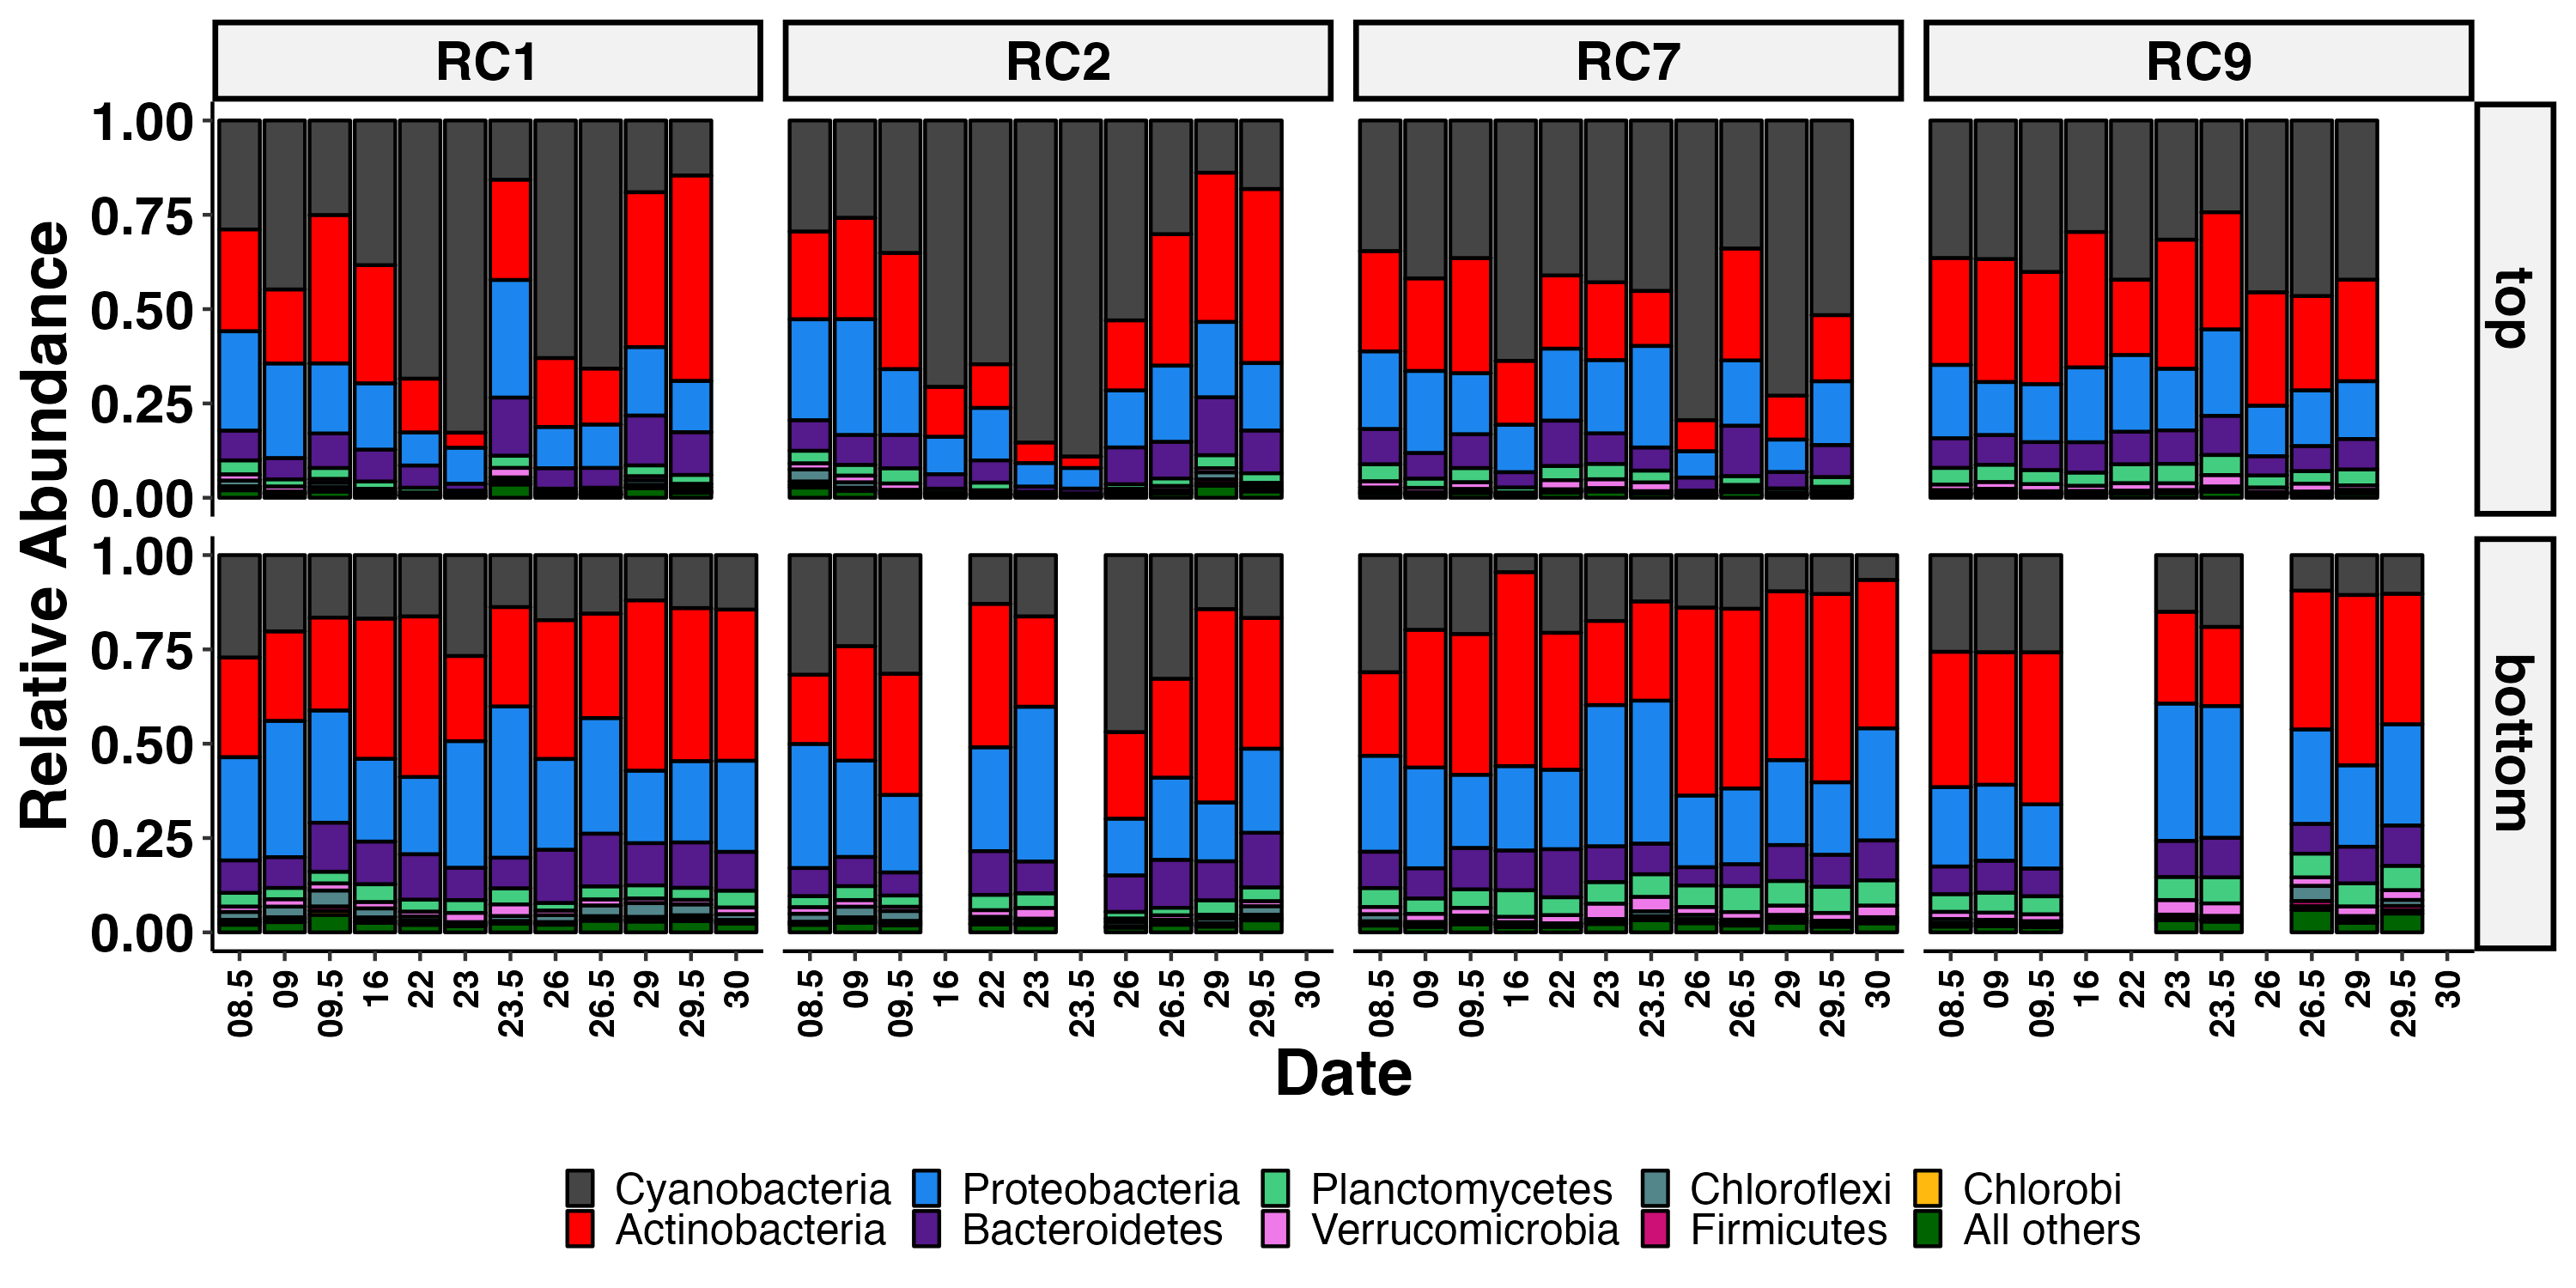 RC1 RC2 RC7 RC9
Relative Abundance
1.00
0.75
0.50
0.25
0.00
top
1.00
0.75
0.50
0.25
0.00
bottom
08.5 09 09.5 16 22 23 23.5 26 26.5 29 29.5 30 08.5 09 09.5 16 22 23 23.5 26 26.5 29 29.5 30 08.5 09 09.5 16 22 23 23.5 26 26.5 29 29.5 30 08.5 09 09.5 16 22 23 23.5 26 26.5 29 29.5 30
Date
Cyanobacteria Proteobacteria Planctomycetes Chloroflexi Chlorobi
Actinobacteria Bacteroidetes Verrucomicrobia Firmicutes All others